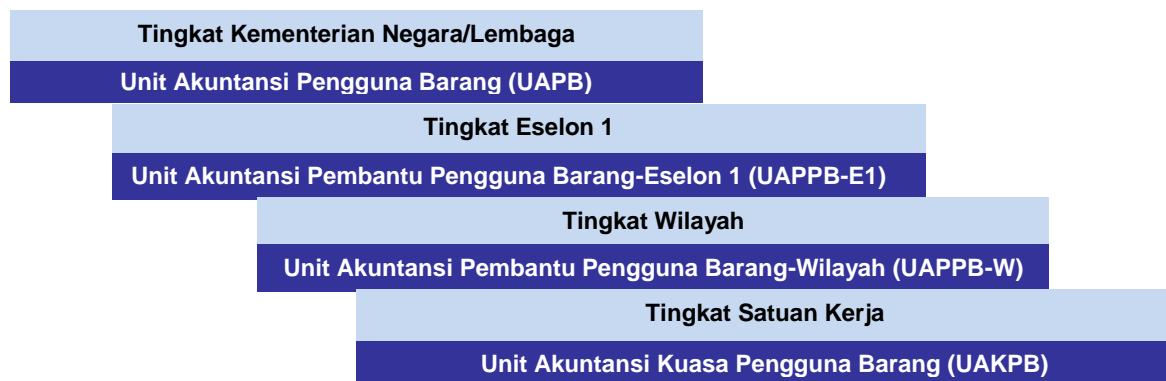 Tingkat Kementerian Negara/Lembaga
Unit Akuntansi Pengguna Barang (UAPB)
Tingkat Eselon 1
Unit Akuntansi Pembantu Pengguna Barang-Eselon 1 (UAPPB-E1)
Tingkat Wilayah
Unit Akuntansi Pembantu Pengguna Barang-Wilayah (UAPPB-W)
Tingkat Satuan Kerja
Unit Akuntansi Kuasa Pengguna Barang (UAKPB)